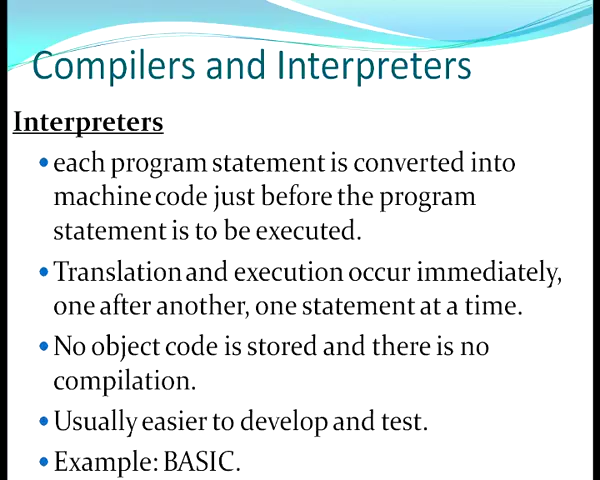 Compilers and Interpreters
Interpreters
• each program statement is converted into
machine code just before the program
statement is to be executed.
• Translation and execution occur immediately,
one after another, one statement at a time.
• No object code is stored and there is no
compilation.
• Usually easier to develop and test.
• Example: BASIC.